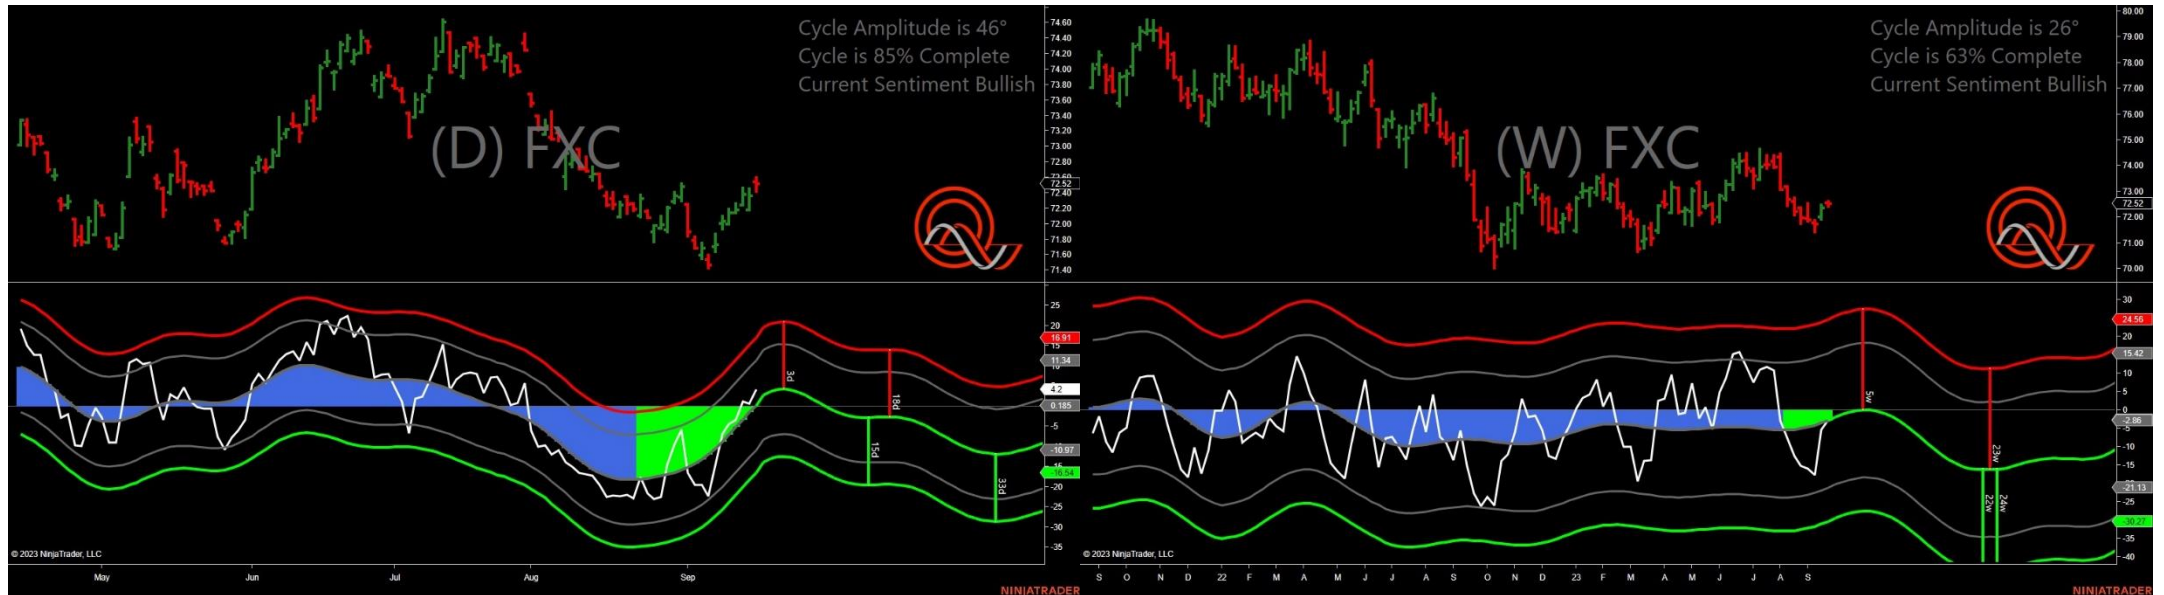 Cycle Amplitude is 46°
Cycle is 85% Complete
Current Sentiment Bullish
(D) FXC
74.60
74.40
74.20
74.00
73.80
73.60
73.40
73.20
73.00
72.80
72.60
72.52
72.40
72.20
72.00
71.80
71.60
71.40
25
20
16.91
15
11.34
4.2
0.185
-5
-10.97
-16.54
-20
-25
-30
-35
3d
18d
15d
33d
© 2023 NinjaTrader, LLC
May
Jun
Jul
Aug
Sep
NINJATRADER
Cycle Amplitude is 26°
Cycle is 63% Complete
Current Sentiment Bullish
(W) FXC
80.00
79.00
78.00
77.00
76.00
75.00
74.00
73.00
72.52
72.00
71.00
70.00
30
24.56
20
15.42
10
5
0
-2.86
-5
-10
-15
-21.13
-25
-30.27
-35
-40
5w
23w
22w
24w
© 2023 NinjaTrader, LLC
S O N D 22 F M A M J J A S O N D 23 F M A M J J A S
NINJATRADER